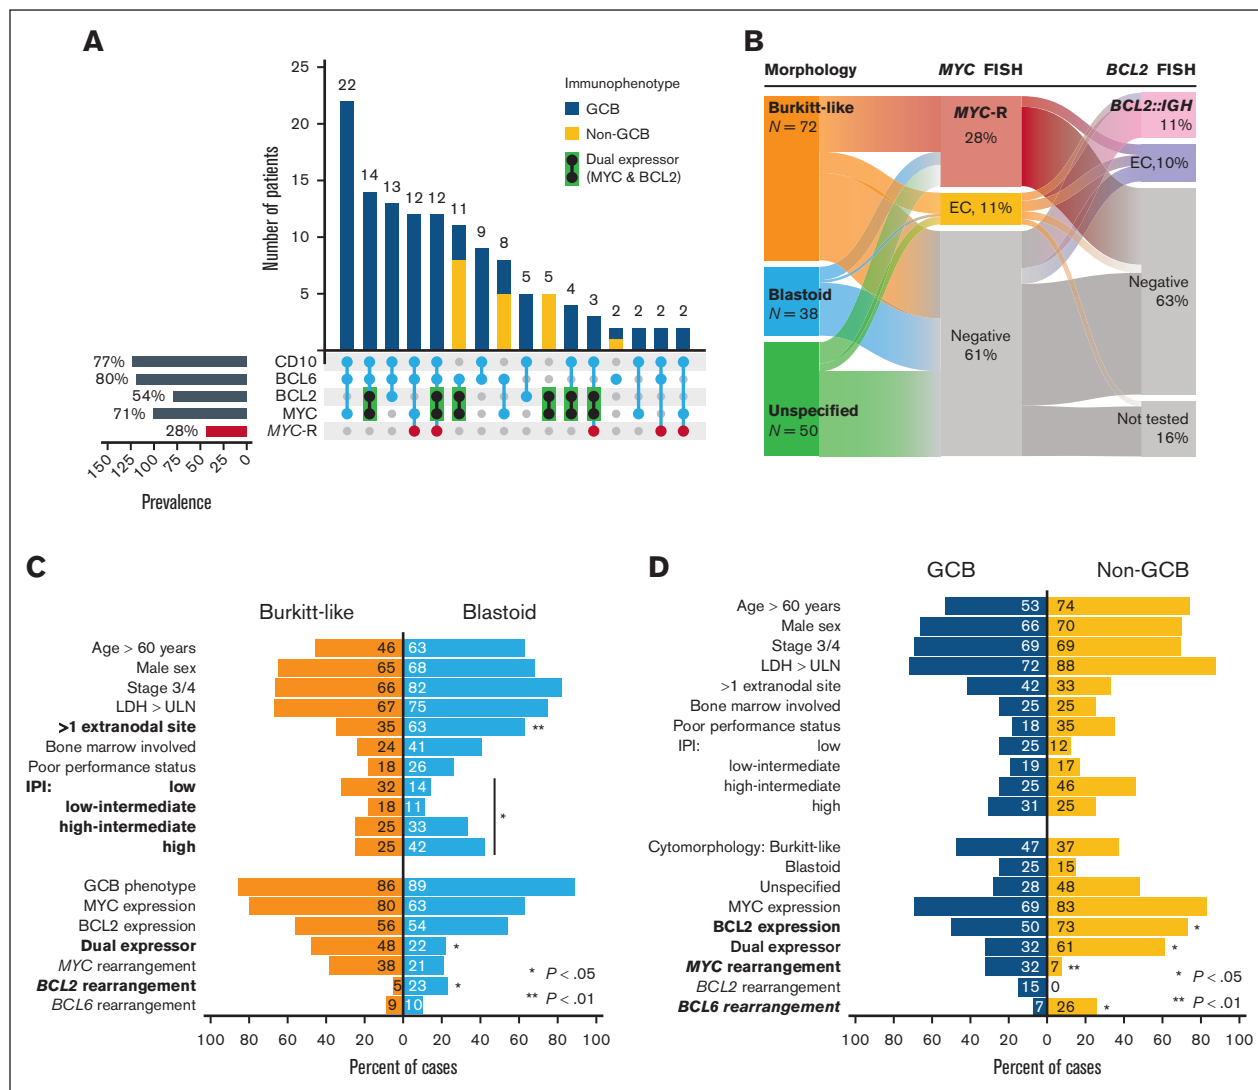 A
Number of patients
25
20
15
10
5
22
14
13
12
12
11
9
8
5
5
4
3
2
2
2
2
Immunophenotype
GCB
Non-GCB
Dual expressor
(MYC & BCL2)
77%
80%
54%
71%
28%
CD10
BCL6
BCL2
MYC
MYC-R
150
125
100
75
50
25
0
Prevalence
B
Morphology
MYC FISH
BCL2 FISH
Burkitt-like
N = 72
Blastoid
N = 38
Unspecified
N = 50
MYC-R
28%
EC, 11%
Negative
61%
BCL2::IGH
11%
EC,10%
Negative
63%
Not tested
16%
C
Burkitt-like Blastoid
Age > 60 years 46 63
Male sex 65 68
Stage 3/4 66 82
LDH > ULN 67 75
>1 extranodal site 35 63 **
Bone marrow involved 24 41
Poor performance status 18 26
IPI: low 32 14
low-intermediate 18 11
*
high-intermediate 25 33
high 25 42
GCB phenotype 86 89
MYC expression 80 63
BCL2 expression 56 54
Dual expressor 48 22 *
MYC rearrangement 38 21
BCL2 rearrangement 5 23 *
BCL6 rearrangement 9 10
* P < .05
** P < .01
100 80 60 40 20 0 20 40 60 80 100
Percent of cases
D
GCB Non-GCB
Age > 60 years 53 74
Male sex 66 70
Stage 3/4 69 69
LDH > ULN 72 88
>1 extranodal site 42 33
Bone marrow involved 25 25
Poor performance status 18 35
IPI: low 25 12
low-intermediate 19 17
high-intermediate 25 46
high 31 25
Cytomorphology: Burkitt-like 47 37
Blastoid 25 15
Unspecified 28 48
MYC expression 69 83
BCL2 expression 50 73 *
Dual expressor 32 61 *
MYC rearrangement 32 7 **
BCL2 rearrangement 15 0
BCL6 rearrangement 7 26 *
* P < .05
** P < .01
100 80 60 40 20 0 20 40 60 80 100
Percent of cases